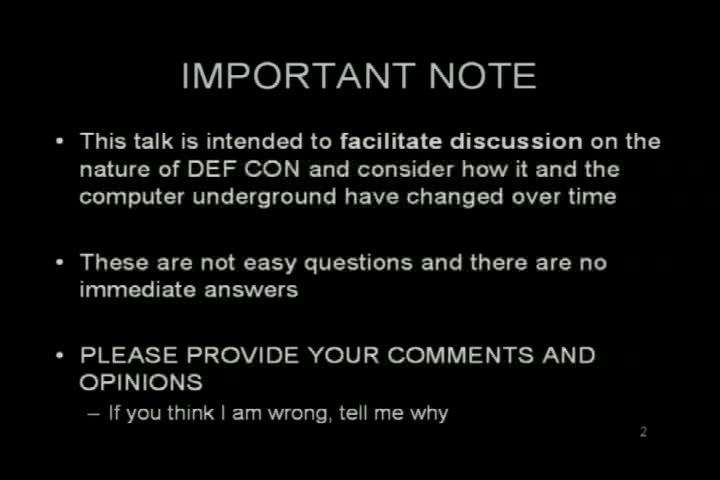 IMPORTANT NOTE
• This talk is intended to facilitate discussion on the
nature of DEF CON and consider how it and the
computer underground have changed over time
• These are not easy questions and there are no
immediate answers
• PLEASE PROVIDE YOUR COMMENTS AND
OPINIONS
– If you think I am wrong, tell me why
2